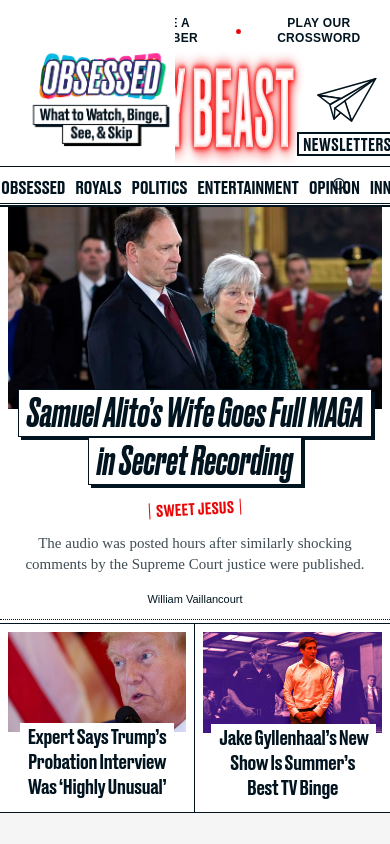 E A
BER
PLAY OUR
CROSSWORD
OBSESSED
What to Watch, Binge,
See, & Skip
Y BEAST
NEWSLETTERS
OBSESSED ROYALS POLITICS ENTERTAINMENT OPINION INN
Samuel Alito's Wife Goes Full MAGA
in Secret Recording
SWEET JESUS
The audio was posted hours after similarly shocking
comments by the Supreme Court justice were published.
William Vaillancourt
Expert Says Trump's
Probation Interview
Was 'Highly Unusual'
Jake Gyllenhaal's New
Show Is Summer's
Best TV Binge